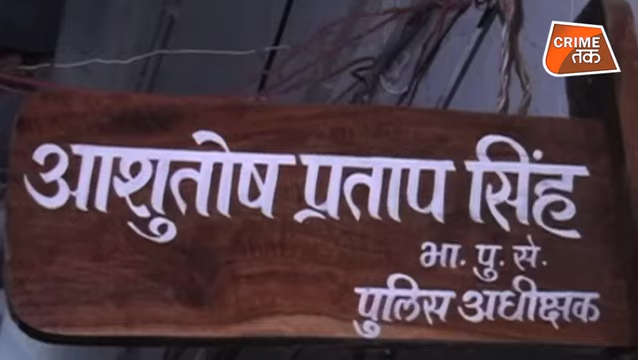 CRIME
तक
आशुतोष प्रताप सिंह
भा. पु. से.
पुलिस अधीक्षक